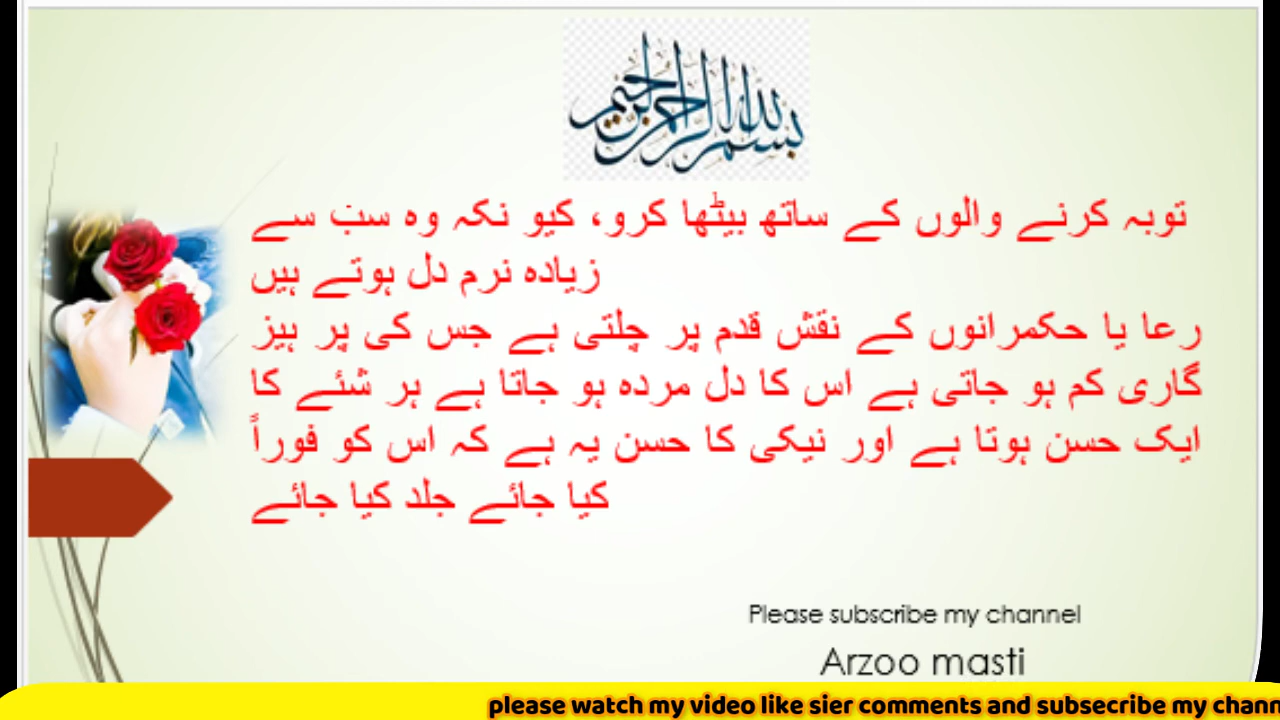 بسم الله الرحمن الرحيم
توبہ کرنے والوں کے ساتھ بیٹھا کرو، کیو نکہ وہ سب سے
زیادہ نرم دل ہوتے ہیں
رعا یا حکمرانوں کے نقش قدم پر چلتی ہے جس کی پر ہیز
گاری کم ہو جاتی ہے اس کا دل مردہ ہو جاتا ہے ہر شئے کا
ایک حسن ہوتا ہے اور نیکی کا حسن یہ ہے کہ اس کو فوراً
کیا جائے جلد کیا جائے
Please subscribe my channel
Arzoo masti
please watch my video like sier comments and subsecribe my chann